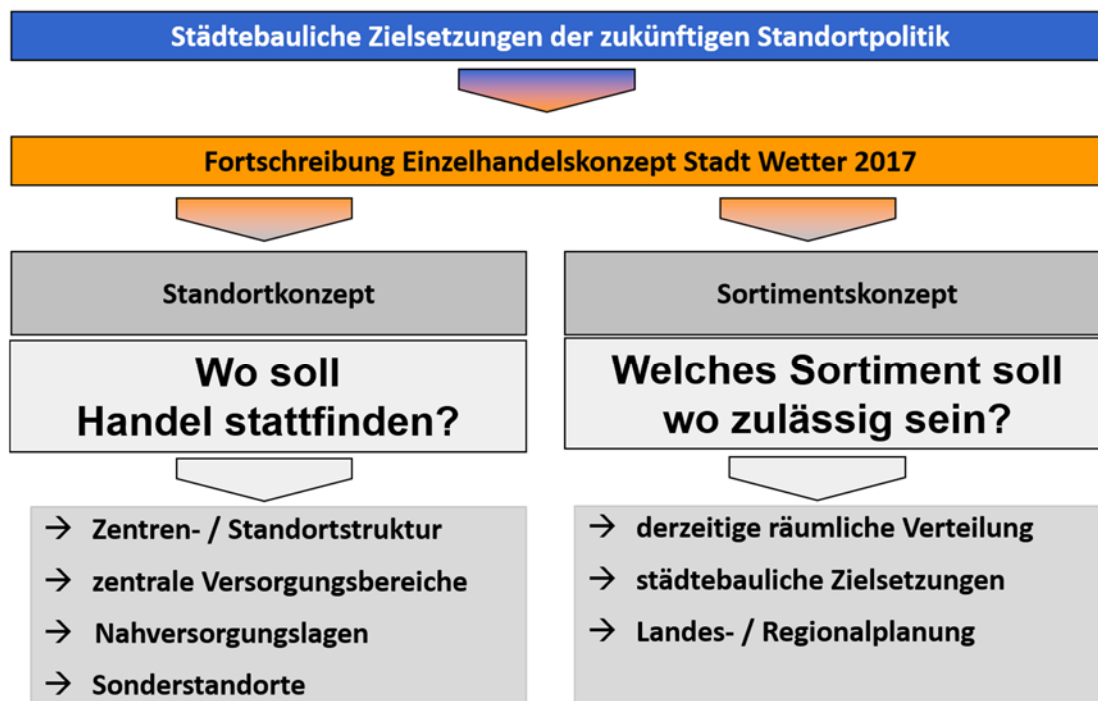 Städtebauliche Zielsetzungen der zukünftigen Standortpolitik
Fortschreibung Einzelhandelskonzept Stadt Wetter 2017
Standortkonzept
Wo soll
Handel stattfinden?
→ Zentren- / Standortstruktur
→ zentrale Versorgungsbereiche
→ Nahversorgungslagen
→ Sonderstandorte
Sortimentskonzept
Welches Sortiment soll
wo zulässig sein?
→ derzeitige räumliche Verteilung
→ städtebauliche Zielsetzungen
→ Landes- / Regionalplanung